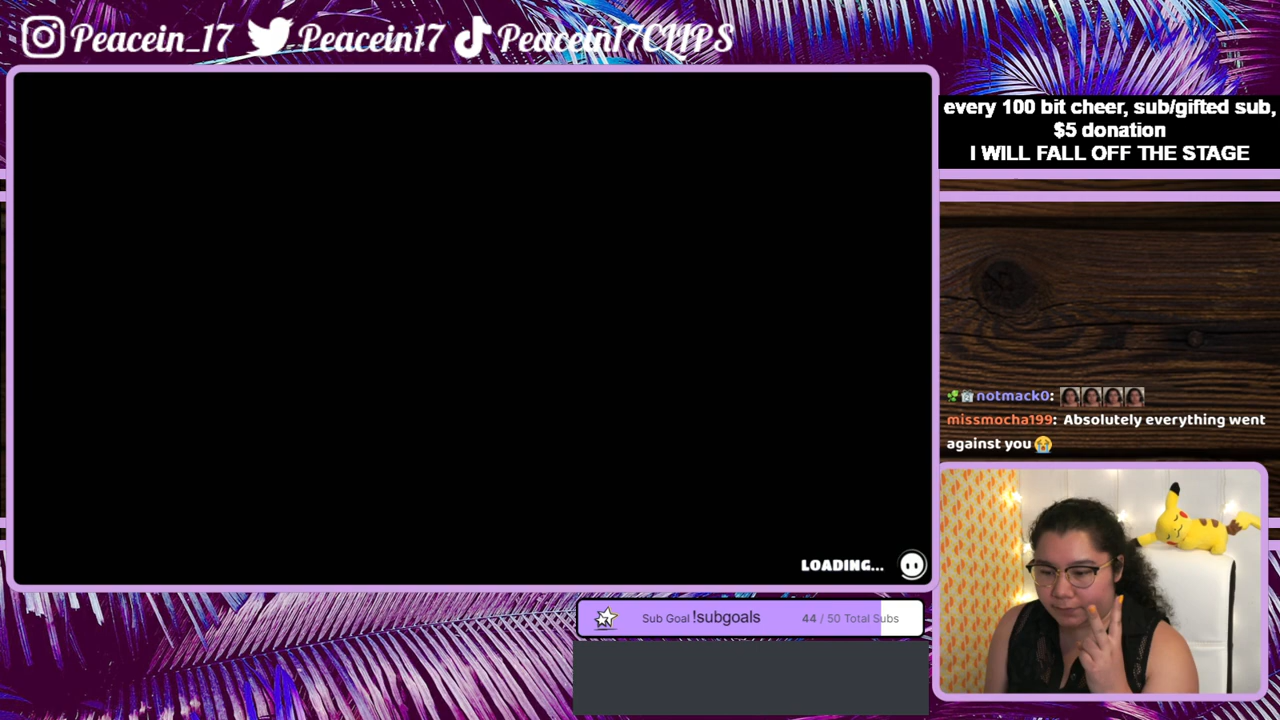 Peacein_17 Peacein17 Peacein17CLIPS
every 100 bit cheer, sub/gifted sub,
$5 donation
I WILL FALL OFF THE STAGE
notmack0:
missmocha199: Absolutely everything went
against you😭
LOADING...
Sub Goal !subgoals 44 / 50 Total Subs